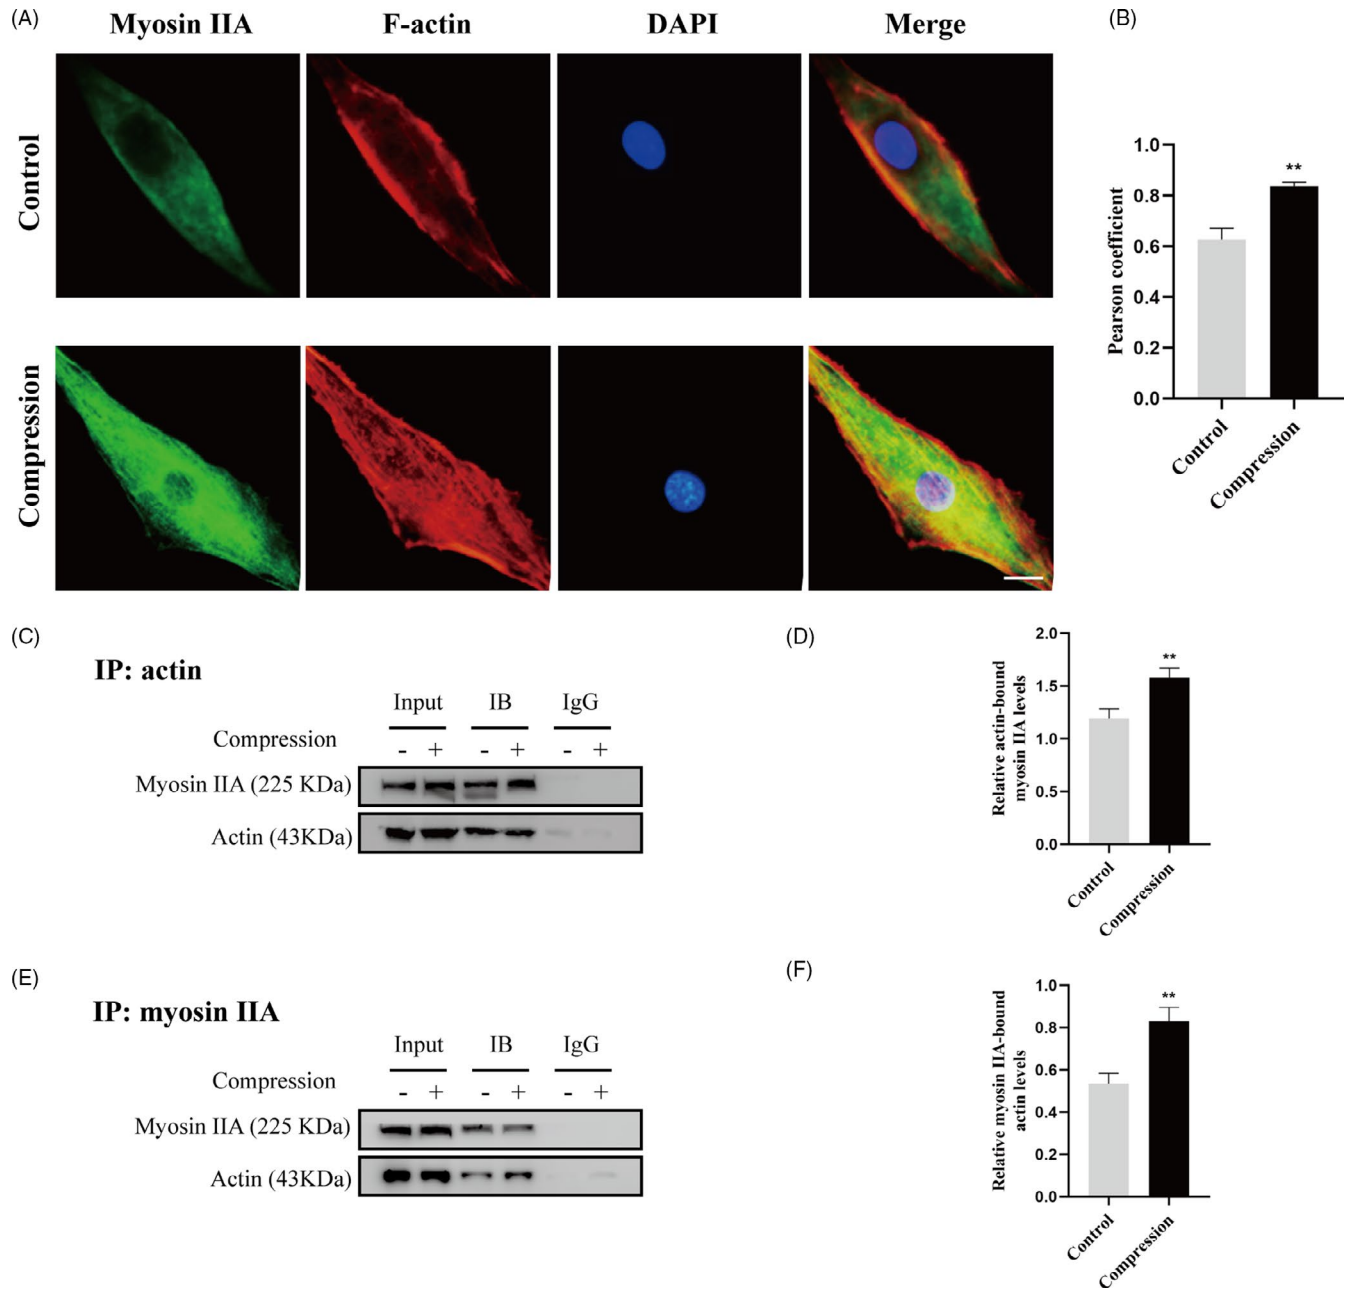 (A)
Myosin IIA F-actin DAPI Merge
Control
Compression
(B)
Pearson coefficient
1.0
0.8
0.6
0.4
0.2
0.0
**
Control
Compression
(C)
IP: actin
Input IB IgG
Compression - + - + - +
Myosin IIA (225 KDa)
Actin (43KDa)
(D)
Relative actin-bound
myosin IIA levels
2.0
1.5
1.0
0.5
0.0
**
Control
Compression
(E)
IP: myosin IIA
Input IB IgG
Compression - + - + - +
Myosin IIA (225 KDa)
Actin (43KDa)
(F)
Relative myosin IIA-bound
actin levels
1.0
0.8
0.6
0.4
0.2
0.0
**
Control
Compression